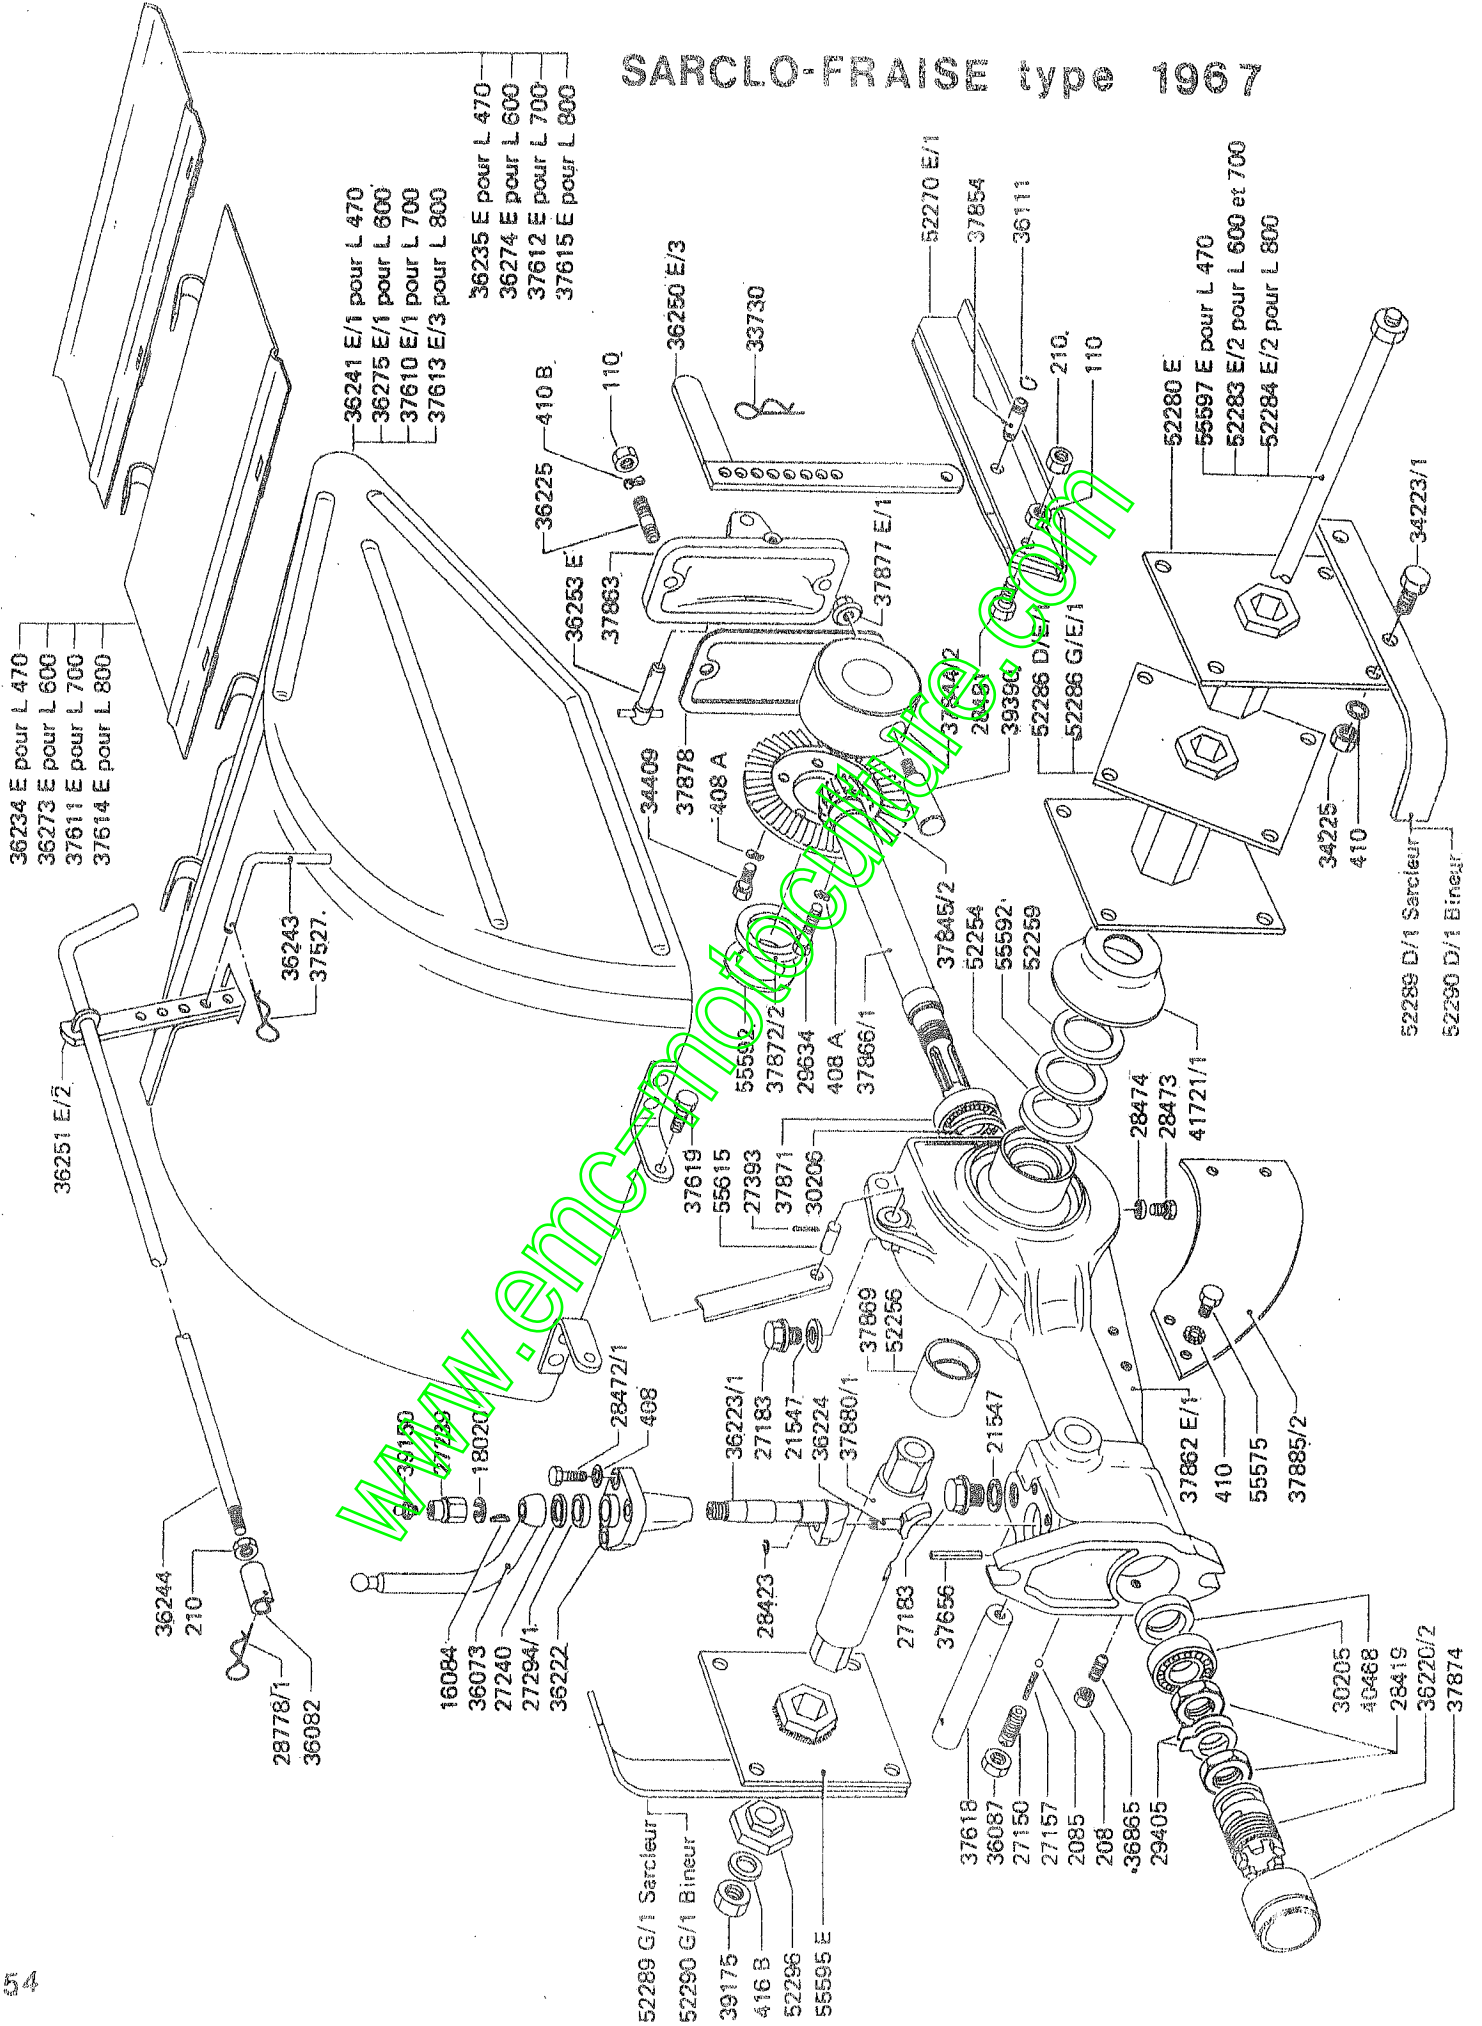 SARCLO-FRAISE type 1967
36234 E pour L 470
36273 E pour L 600
37611 E pour L 700
37614 E pour L 800
36235 E pour L 470
36274 E pour L 600
37612 E pour L 700
37615 E pour L 800
36241 E/1 pour L 470
36275 E/1 pour L 600
37610 E/1 pour L 700
37613 E/3 pour L 800
36251 E/2
36243
37527.
36244
210
28778/1
36082
36253 E
37863
36225
410 B
110
36250 E/3
33730
52270 E/1
37854
36111
210.
110
34409
37878
408 A
37877 E/1
37844/2
39390
52286 D/E/1
52286 G/E/1
52280 E
55597 E pour L 470
52283 E/2 pour L 600 et 700
52284 E/2 pour L 800
34223/1
34225
410
52289 D/1 Sarcleur
52290 D/1 Bineur
55592
37872/2
29634
408 A
37866/1
37845/2
52254
55592
52259
37619
55615
27393
37871
30206
28474
28473
41721/1
39150
18020
28472/1
408
16084
36073
27240
27294/1
36222
36223/1
27183
21547
36224
37880/1
37869
52256
21547
37862 E/1
410
55575
37885/2
28423
27183
37656
52289 G/1 Sarcleur
52290 G/1 Bineur
39175
416 B
52296
55595 E
37618
36087
27150
27157
2085
208
36865
29405
30205
40468
28419
36220/2
37874
54
www.emc-motoculture.com